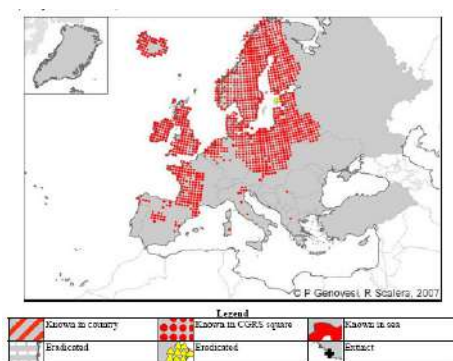 © P Genovesi, R Scalera, 2007
Legend
Known in country Known in CGRS square Known in sea
Eradicated Eradicated Extinct